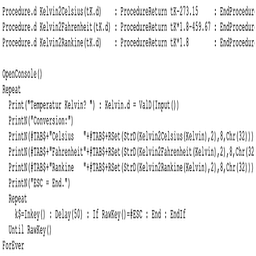 Procedure.d Kelvin2Celsius(tK.d) : ProcedureReturn tK-273.15 : EndProcedur
Procedure.d Kelvin2Fahrenheit(tK.d) : ProcedureReturn tK*1.8-459.67 : EndProcedur
Procedure.d Kelvin2Rankine(tK.d) : ProcedureReturn tK*1.8 : EndProcedur
OpenConsole()
Repeat
Print("Temperatur Kelvin? ") : Kelvin.d = ValD(Input())
PrintN("Conversion:")
PrintN(#TAB$+"Celsius "+#TAB$+RSet(StrD(Kelvin2Celsius(Kelvin),2),8,Chr(32)))
PrintN(#TAB$+"Fahrenheit"+#TAB$+RSet(StrD(Kelvin2Fahrenheit(Kelvin),2),8,Chr(32
PrintN(#TAB$+"Rankine "+#TAB$+RSet(StrD(Kelvin2Rankine(Kelvin),2),8,Chr(32)))
PrintN("ESC = End.")
Repeat
k$=Inkey() : Delay(50) : If RawKey()=#ESC : End : EndIf
Until RawKey()
ForEver